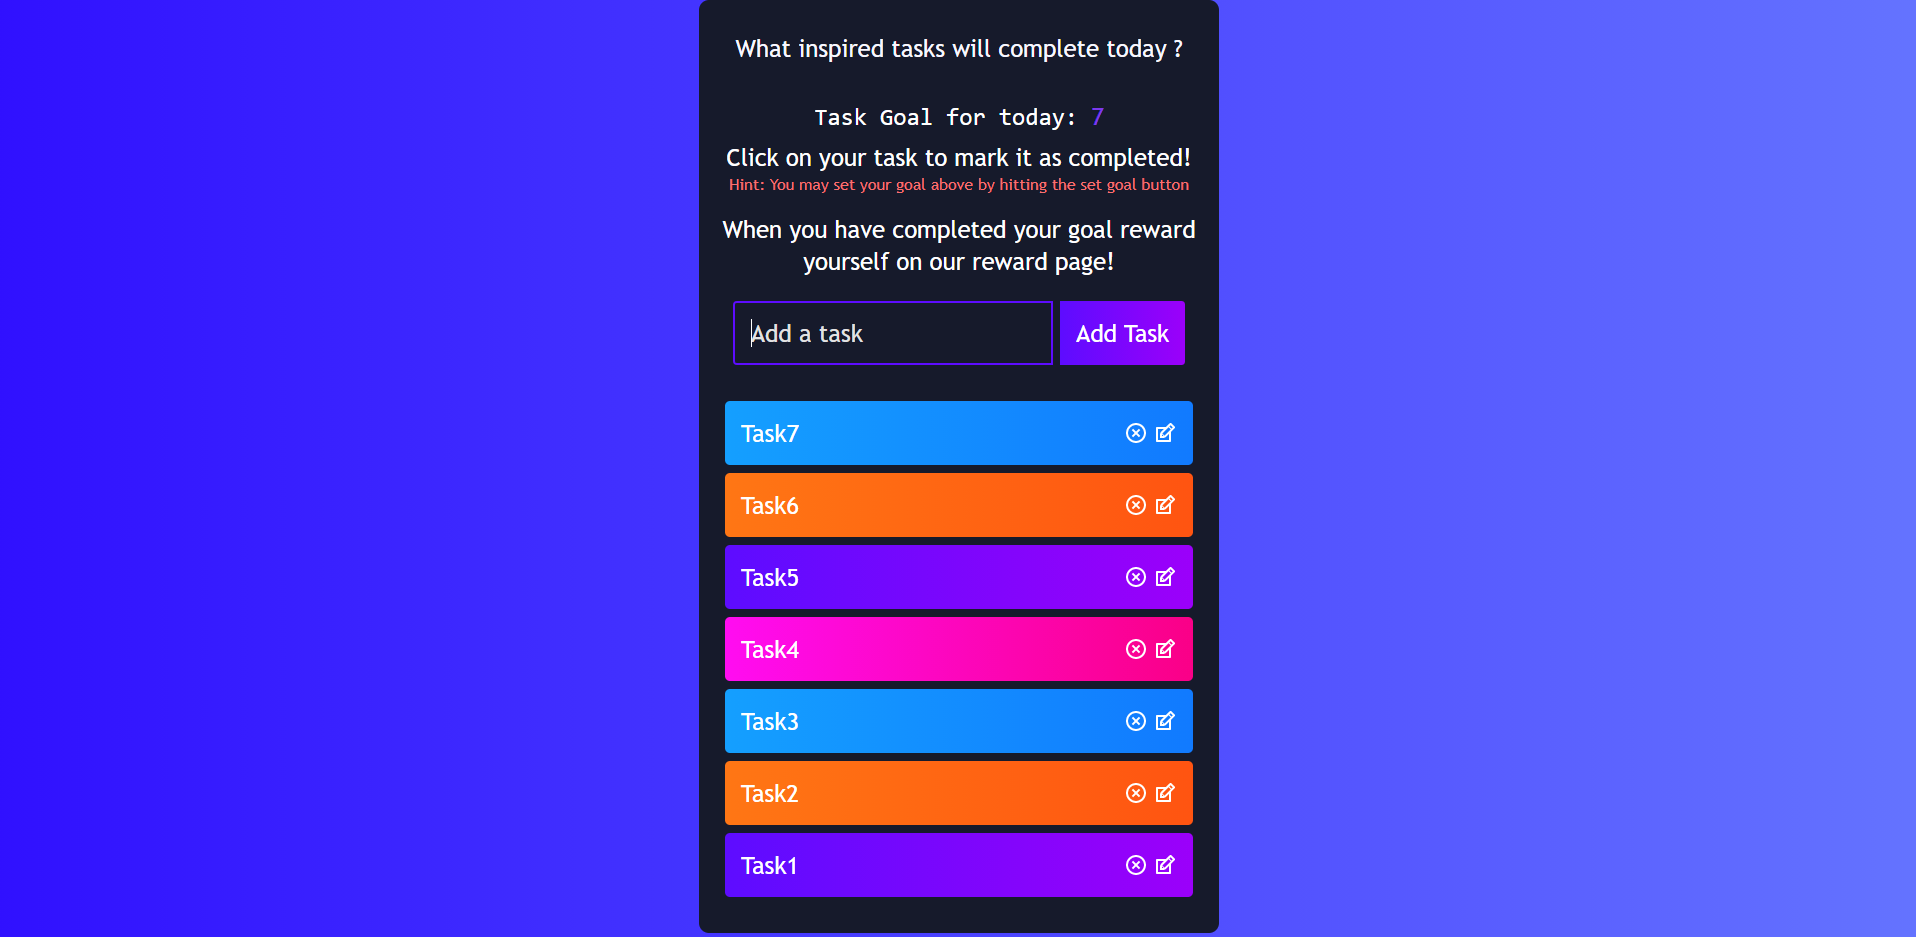 What inspired tasks will complete today ?
Task Goal for today: 7
Click on your task to mark it as completed!
Hint: You may set your goal above by hitting the set goal button
When you have completed your goal reward
yourself on our reward page!
Add a task
Add Task
Task7
Task6
Task5
Task4
Task3
Task2
Task1